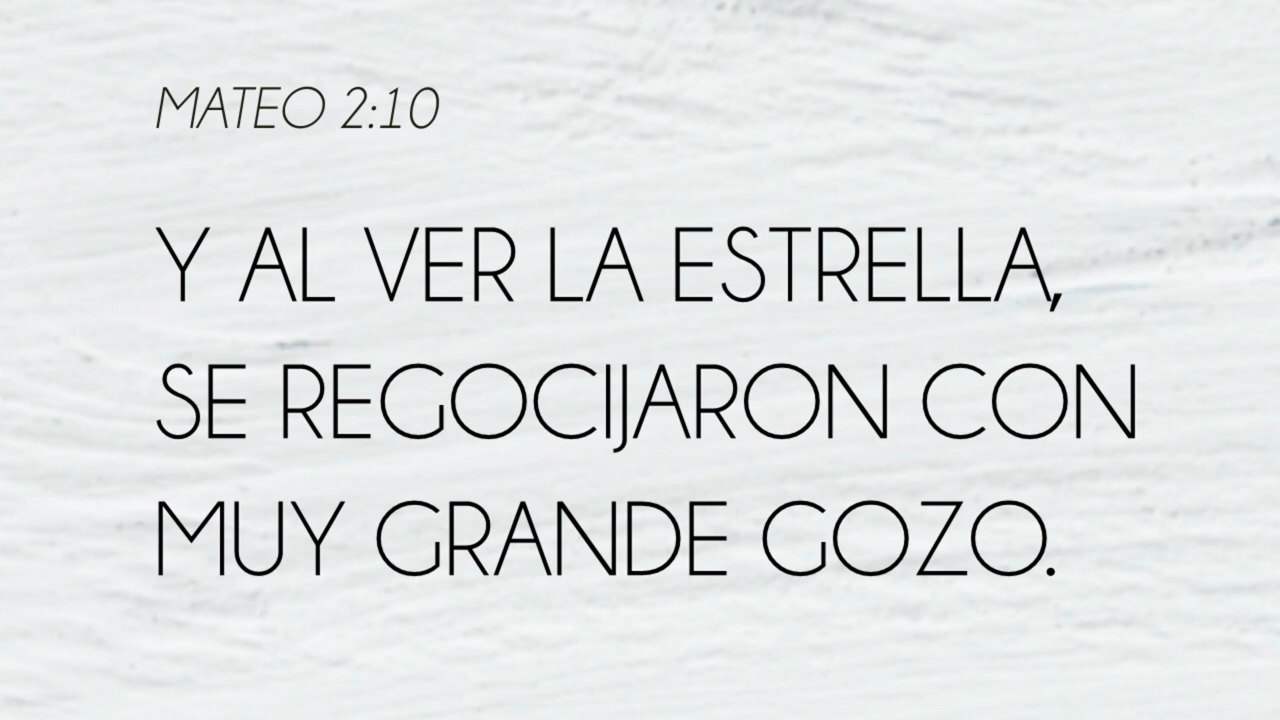 MATEO 2:10
Y AL VER LA ESTRELLA,
SE REGOCIJARON CON
MUY GRANDE GOZO.